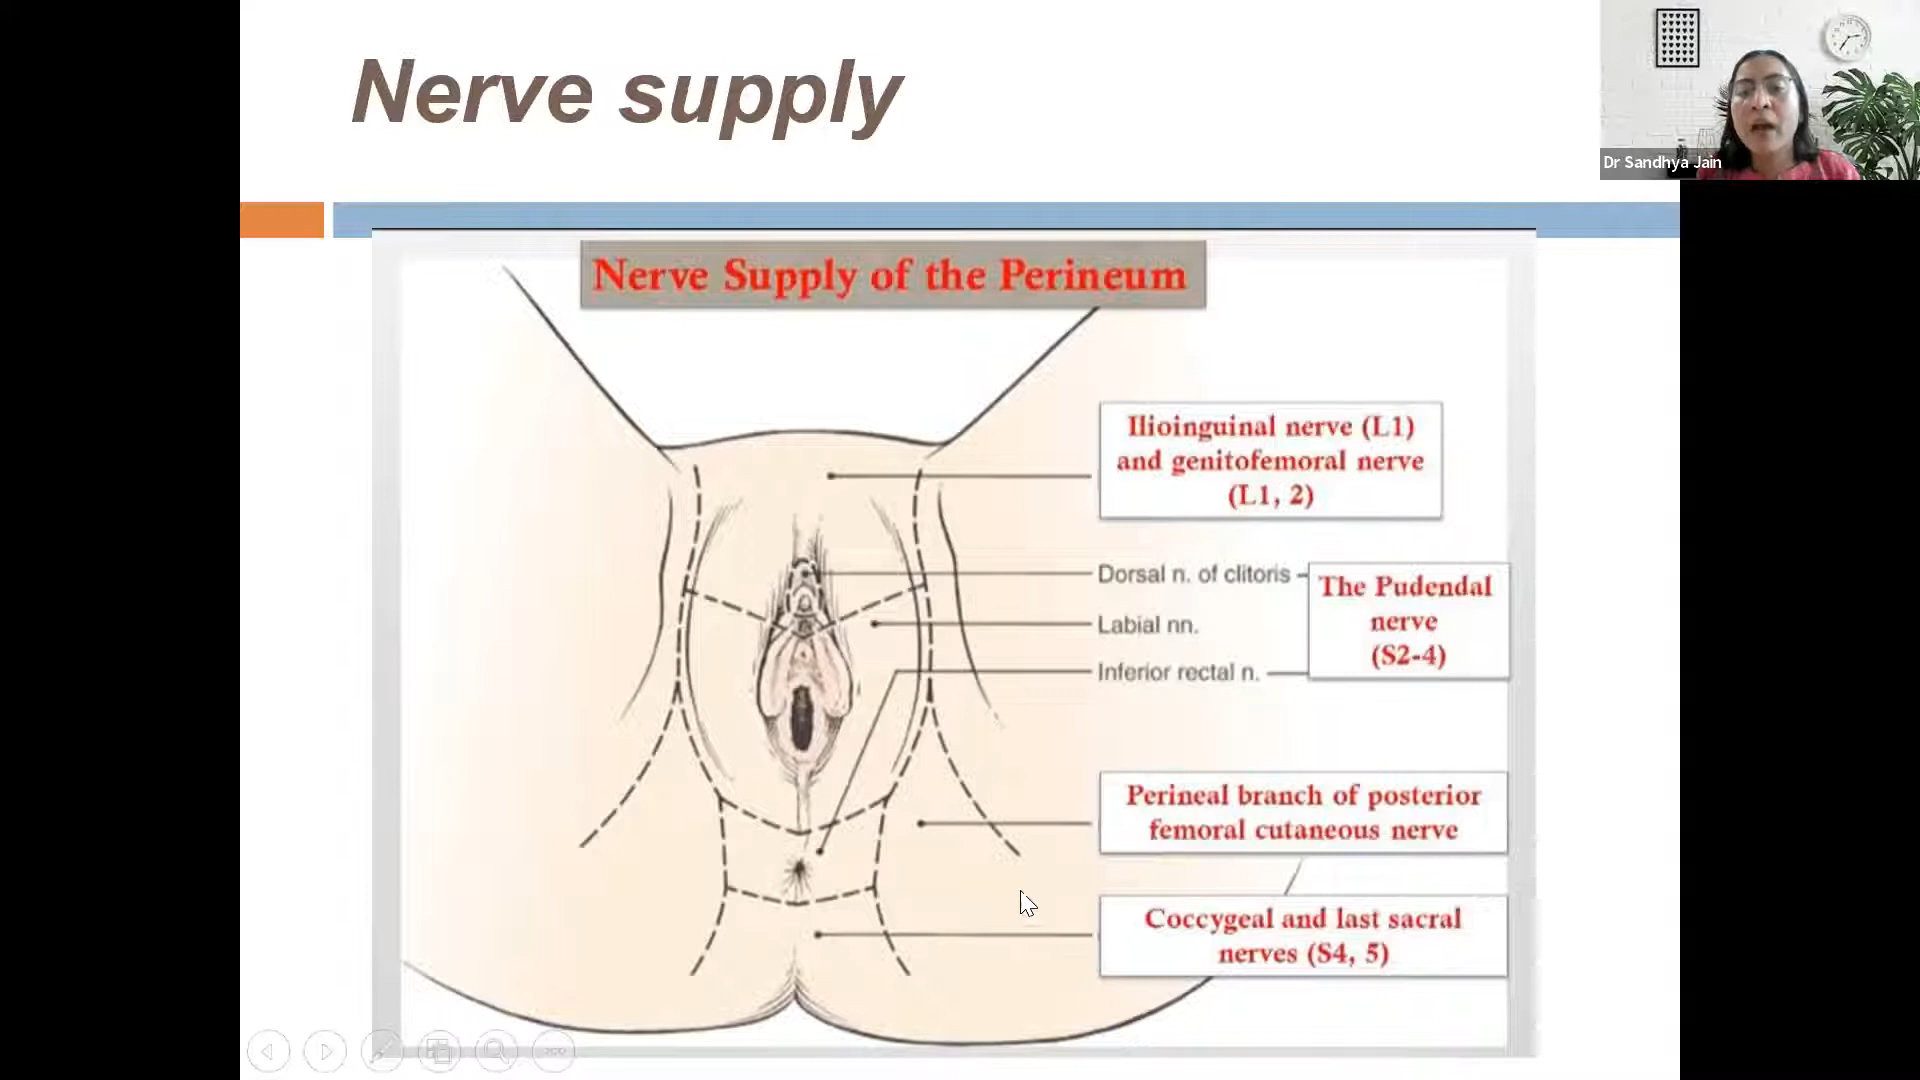 Nerve supply
Dr Sandhya Jain
Nerve Supply of the Perineum
Ilioinguinal nerve (L1)
and genitofemoral nerve
(L1, 2)
Dorsal n. of clitoris
Labial nn.
Inferior rectal n.
The Pudendal
nerve
(S2-4)
Perineal branch of posterior
femoral cutaneous nerve
Coccygeal and last sacral
nerves (S4, 5)